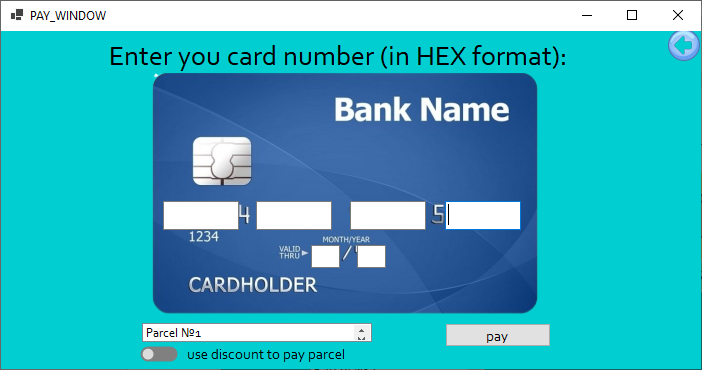 PAY_WINDOW
Enter you card number (in HEX format):
Bank Name
4 5
1234
MONTH/YEAR
VALID
THRU
/
CARDHOLDER
Parcel №1
pay
use discount to pay parcel